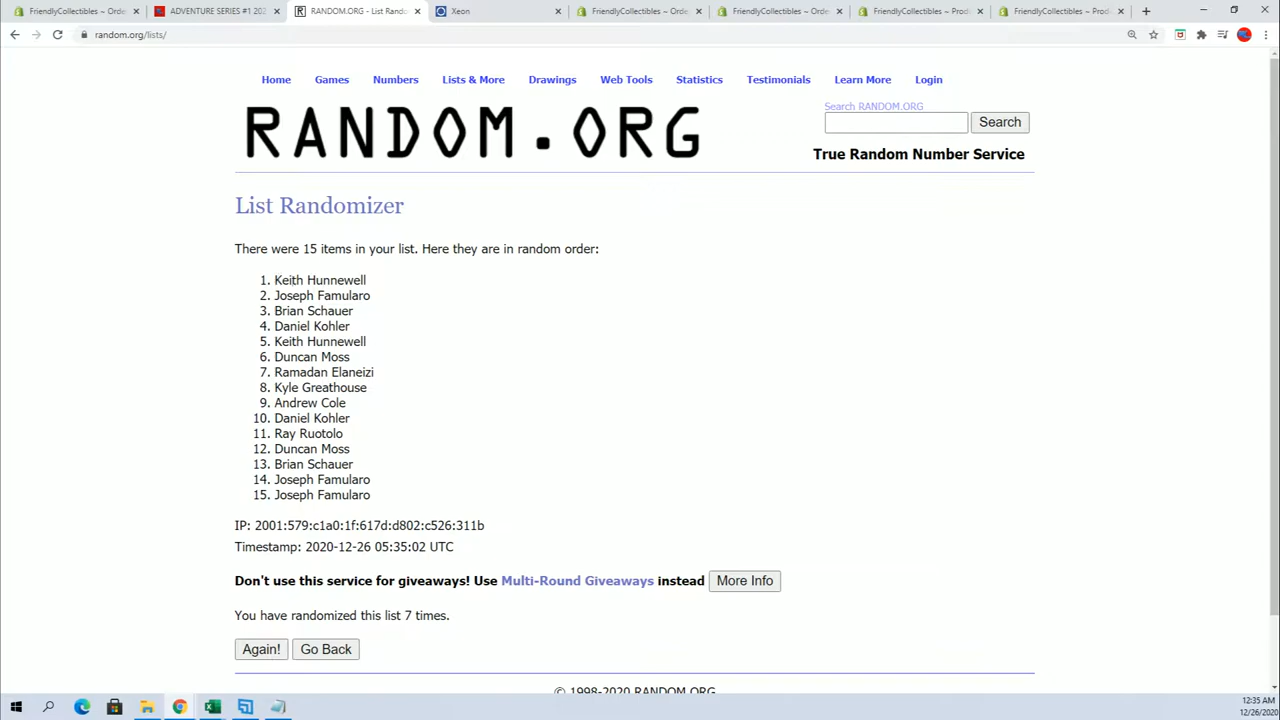 FriendlyCollectibles ~ Orde
ADVENTURE SERIES #1 202
RANDOM.ORG - List Rando
Xeon
FriendlyCollectibles ~ Orde
FriendlyCollectibles ~ Orde
FriendlyCollectibles ~ Prod
FriendlyCollectibles ~ Prod
random.org/lists/
Home Games Numbers Lists & More Drawings Web Tools Statistics Testimonials Learn More Login
RANDOM.ORG
Search RANDOM.ORG
Search
True Random Number Service
List Randomizer
There were 15 items in your list. Here they are in random order:
1. Keith Hunnewell
2. Joseph Famularo
3. Brian Schauer
4. Daniel Kohler
5. Keith Hunnewell
6. Duncan Moss
7. Ramadan Elaneizi
8. Kyle Greathouse
9. Andrew Cole
10. Daniel Kohler
11. Ray Ruotolo
12. Duncan Moss
13. Brian Schauer
14. Joseph Famularo
15. Joseph Famularo
IP: 2001:579:c1a0:1f:617d:d802:c526:311b
Timestamp: 2020-12-26 05:35:02 UTC
Don't use this service for giveaways! Use Multi-Round Giveaways instead More Info
You have randomized this list 7 times.
Again! Go Back
© 1998-2020 RANDOM.ORG
12:35 AM
12/26/2020